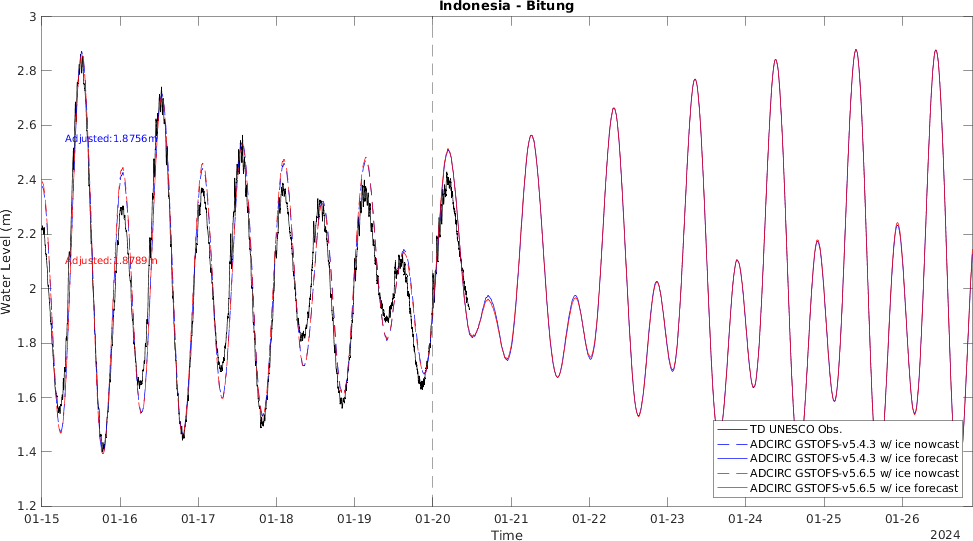 Indonesia - Bitung
3
2.8
2.6
2.4
2.2
2
1.8
1.6
1.4
1.2
Water Level (m)
Adjusted:1.8756m
Adjusted:1.8789m
TD UNESCO Obs.
ADCIRC GSTOFS-v5.4.3 w/ ice nowcast
ADCIRC GSTOFS-v5.4.3 w/ ice forecast
ADCIRC GSTOFS-v5.6.5 w/ ice nowcast
ADCIRC GSTOFS-v5.6.5 w/ ice forecast
01-15 01-16 01-17 01-18 01-19 01-20 01-21 01-22 01-23 01-24 01-25 01-26
Time
2024